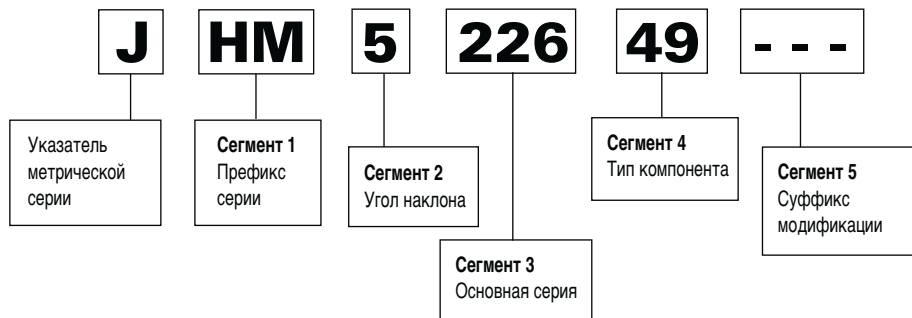 J HM 5 226 49 - - -
Указатель
метрической
серии
Сегмент 1
Префикс
серии
Сегмент 2
Угол наклона
Сегмент 3
Основная серия
Сегмент 4
Тип компонента
Сегмент 5
Суффикс
модификации